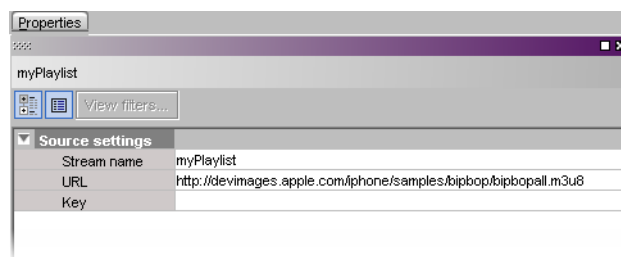 Properties
myPlaylist
View filters...
Source settings
Stream name myPlaylist
URL http://devimages.apple.com/iphone/samples/bipbop/bipbopall.m3u8
Key